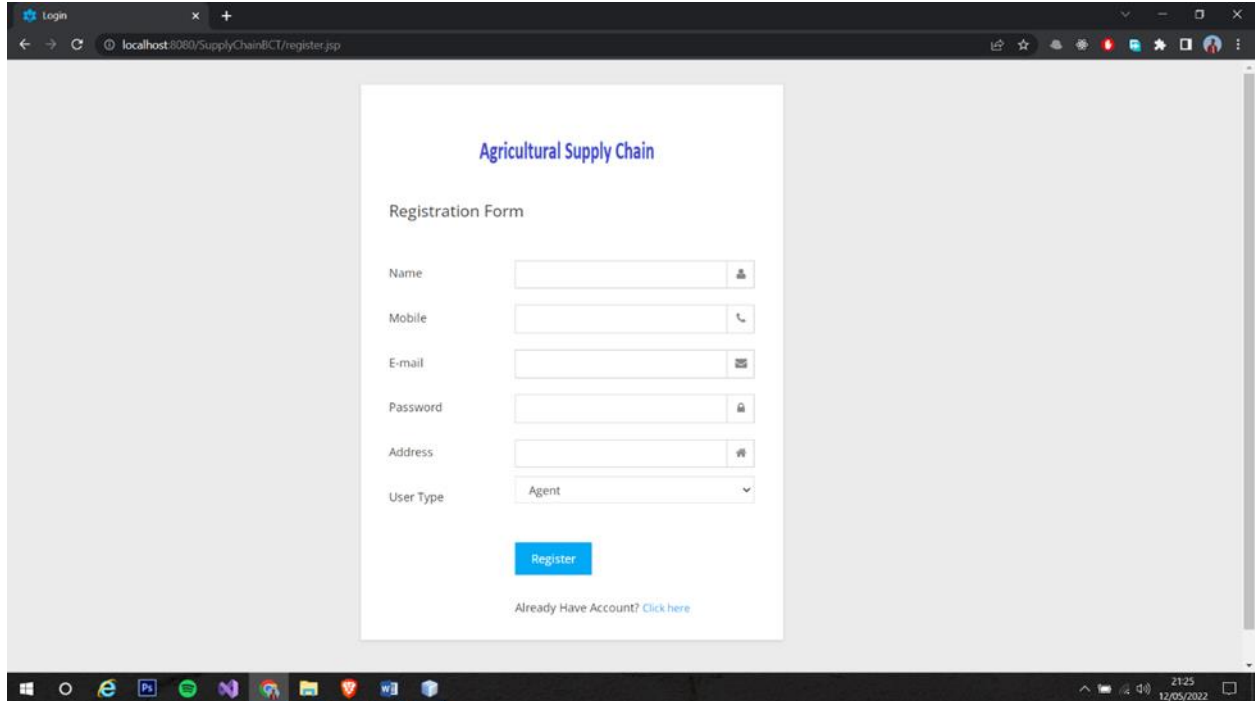 Login
localhost:8080/SupplyChainBCT/register.jsp
Agricultural Supply Chain
Registration Form
Name
Mobile
E-mail
Password
Address
User Type
Agent
Register
Already Have Account? Click here
Ps
21:25
12/05/2022